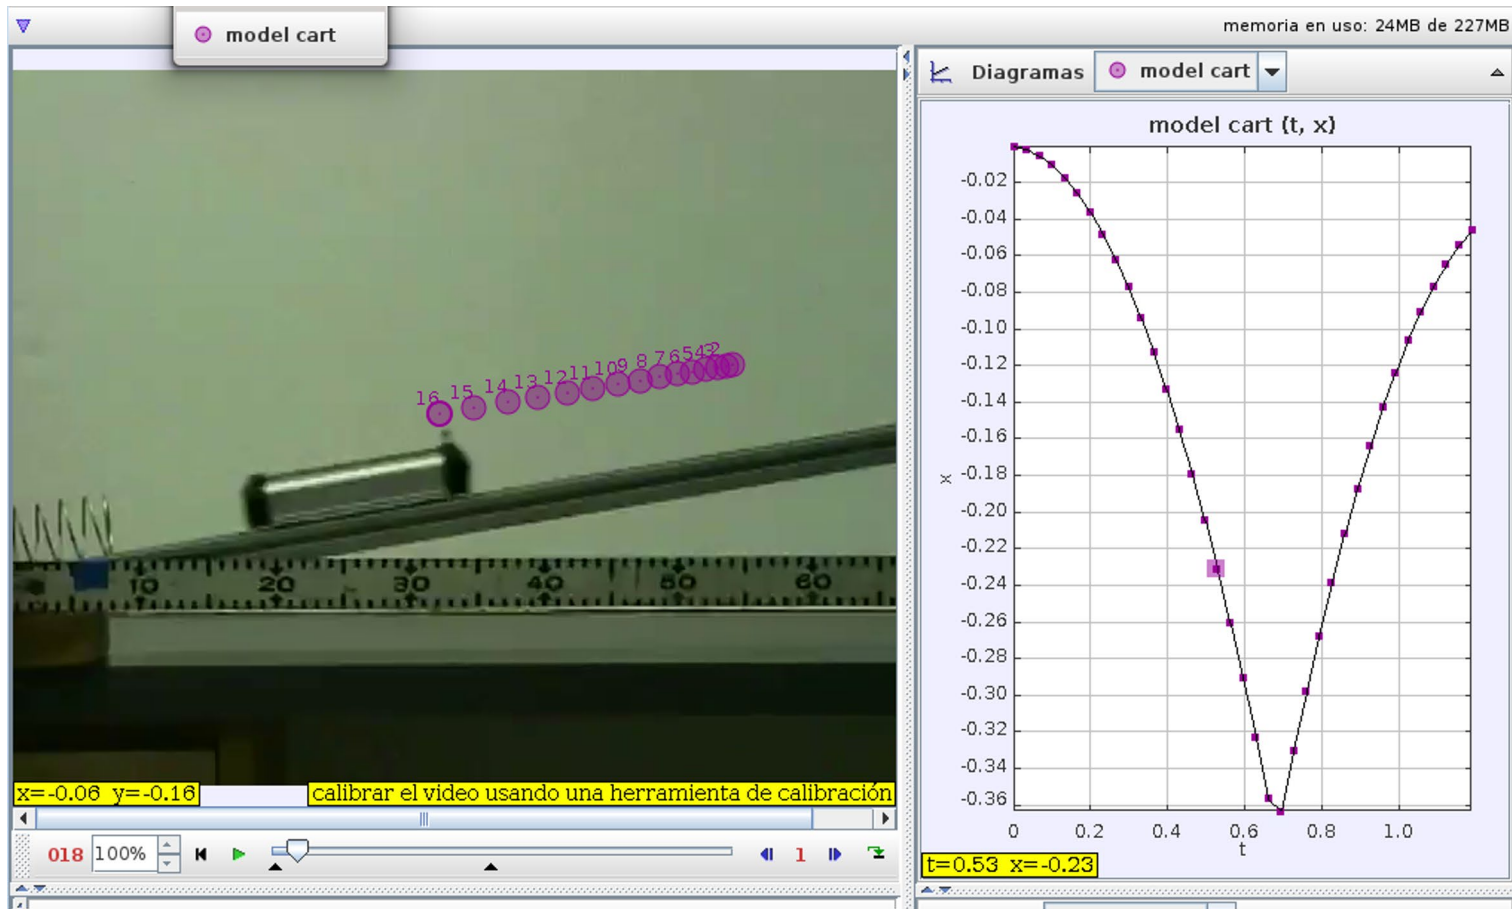 model cart
memoria en uso: 24MB de 227MB
Diagramas model cart
model cart (t, x)
-0.02
-0.04
-0.06
-0.08
-0.10
-0.12
-0.14
-0.16
-0.18
-0.20
-0.22
-0.24
-0.26
-0.28
-0.30
-0.32
-0.34
-0.36
x
0 0.2 0.4 0.6 0.8 1.0
t
t=0.53 x=-0.23
16 15 14 13 12 11 10 9 8 7 6 5 4 3 2
10 20 30 40 50 60
x=-0.06 y=-0.16
calibrar el video usando una herramienta de calibración
018 100% 1